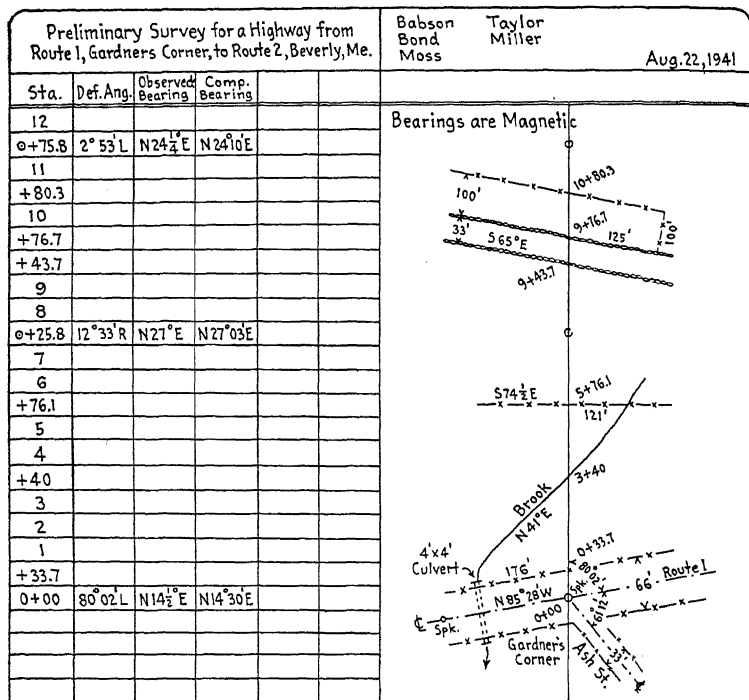 Preliminary Survey for a Highway from
Route 1, Gardners Corner, to Route 2, Beverly, Me.
Babson Taylor
Bond Miller
Moss
Aug. 22, 1941
Sta. Def. Ang. Observed Bearing Comp. Bearing
12
⊙+75.8 2°53'L N24¼°E N24°10'E
11
+80.3
10
+76.7
+43.7
9
8
⊙+25.8 12°33'R N27°E N27°03'E
7
6
+76.1
5
4
+40
3
2
1
+33.7
0+00 80°02'L N14½°E N14°30'E
Bearings are Magnetic
10+80.3
100'
100'
9+76.7
33'
S65°E
125'
9+43.7
S74½°E
5+76.1
121'
3+40
Brook
N41°E
4'x4'
Culvert
176'
0+33.7
80°02'
Spk.
66'
Route 1
N85°28'W
0+00
℄
Spk.
61°12'
Gardner's
Corner
Ash St.
33'
℄